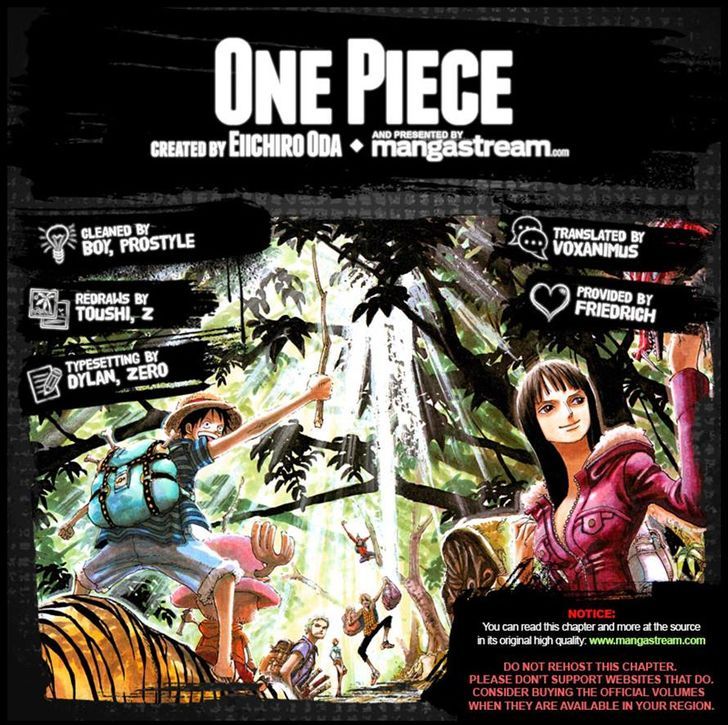 ONE PIECE
CREATED BY EIICHIRO ODA ◆ AND PRESENTED BY mangastream.com
CLEANED BY
BOY, PROSTYLE
REDRAWS BY
TOUSHI, Z
TYPESETTING BY
DYLAN, ZERO
TRANSLATED BY
VOXANIMUS
PROVIDED BY
FRIEDRICH
NOTICE:
You can read this chapter and more at the source
in its original high quality: www.mangastream.com
DO NOT REHOST THIS CHAPTER.
PLEASE DON'T SUPPORT WEBSITES THAT DO.
CONSIDER BUYING THE OFFICIAL VOLUMES
WHEN THEY ARE AVAILABLE IN YOUR REGION.